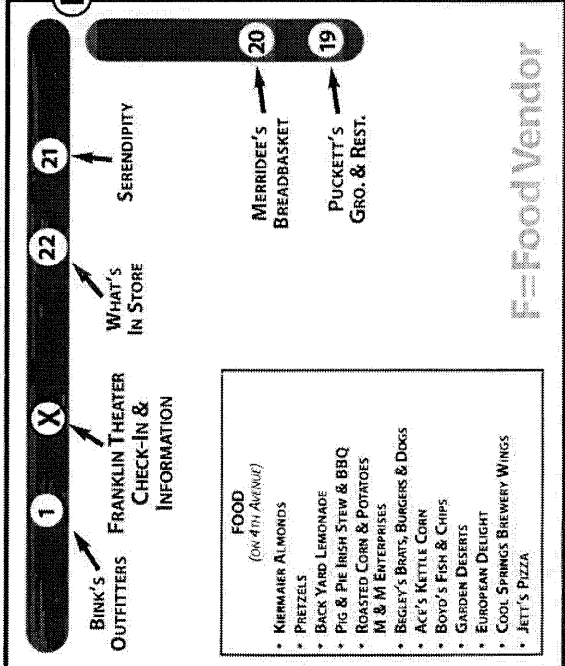 1
X
22
21
20
19
BINK'S
OUTFITTERS
FRANKLIN THEATER
CHECK-IN &
INFORMATION
WHAT'S
IN STORE
SERENDIPITY
MERRIDEE'S
BREADBASKET
PUCKETT'S
GRO. & REST.
FOOD
(ON 4TH AVENUE)
• KIERMAIER ALMONDS
• PRETZELS
• BACK YARD LEMONADE
• PIG & PIE IRISH STEW & BBQ
• ROASTED CORN & POTATOES
M & M ENTERPRISES
• BEGLEY'S BRATS, BURGERS & DOGS
• ACE'S KETTLE CORN
• BOYD'S FISH & CHIPS
• GARDEN DESERTS
• EUROPEAN DELIGHT
• COOL SPRINGS BREWERY WINGS
• JETT'S PIZZA
F=Food Vendor